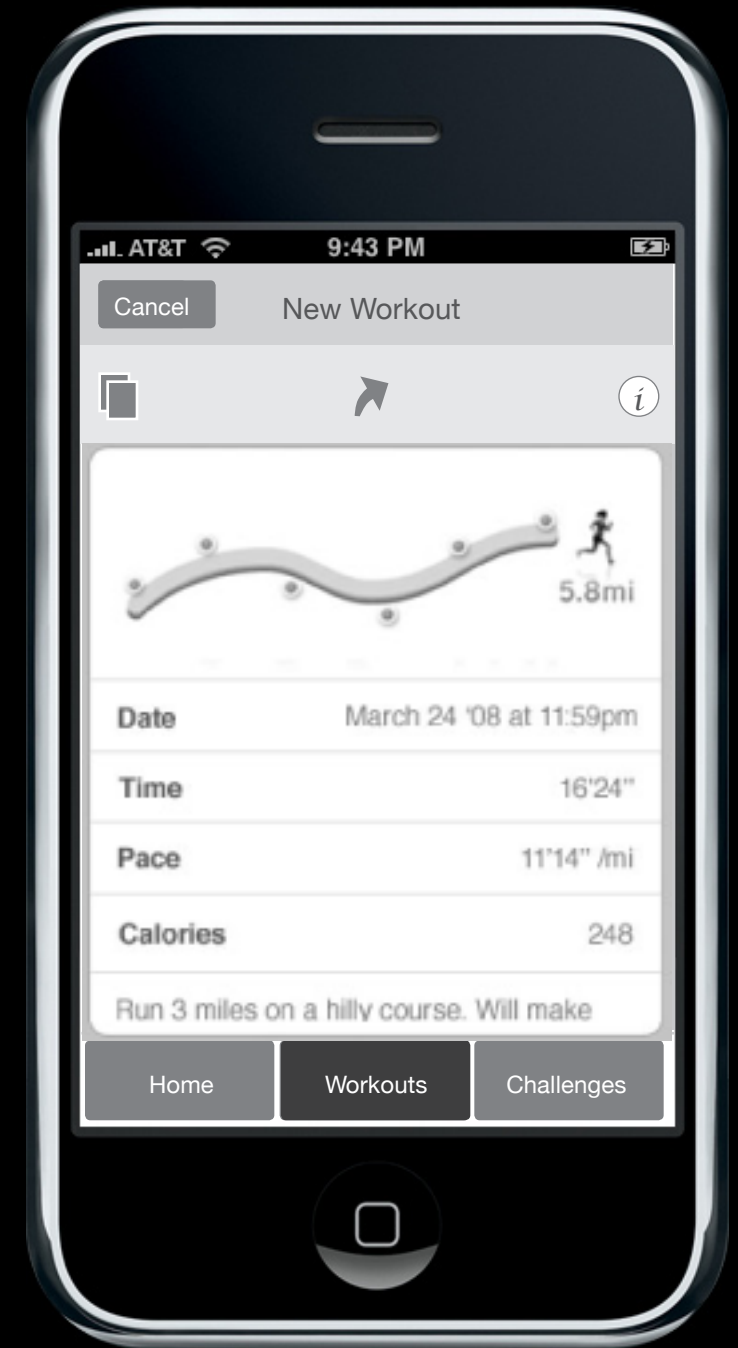 AT&T 9:43 PM
Cancel New Workout
i
5.8mi
Date March 24 '08 at 11:59pm
Time 16'24"
Pace 11'14" /mi
Calories 248
Run 3 miles on a hilly course. Will make
Home Workouts Challenges